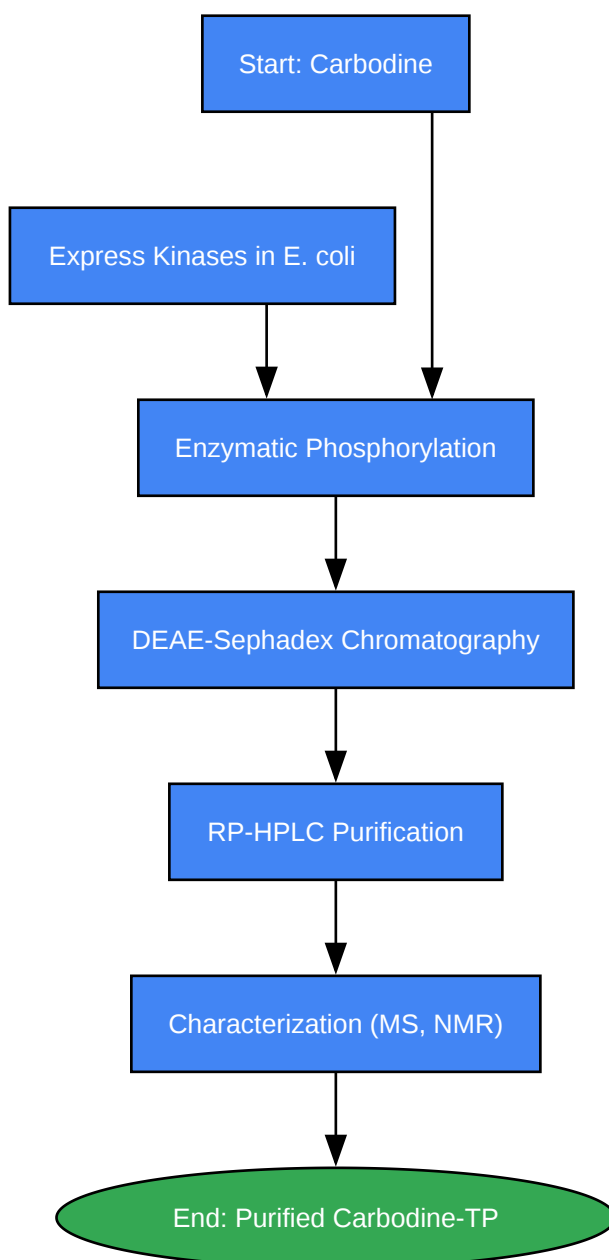 Start: Carbodine
Express Kinases in E. coli
Enzymatic Phosphorylation
DEAE-Sephadex Chromatography
RP-HPLC Purification
Characterization (MS, NMR)
End: Purified Carbodine-TP